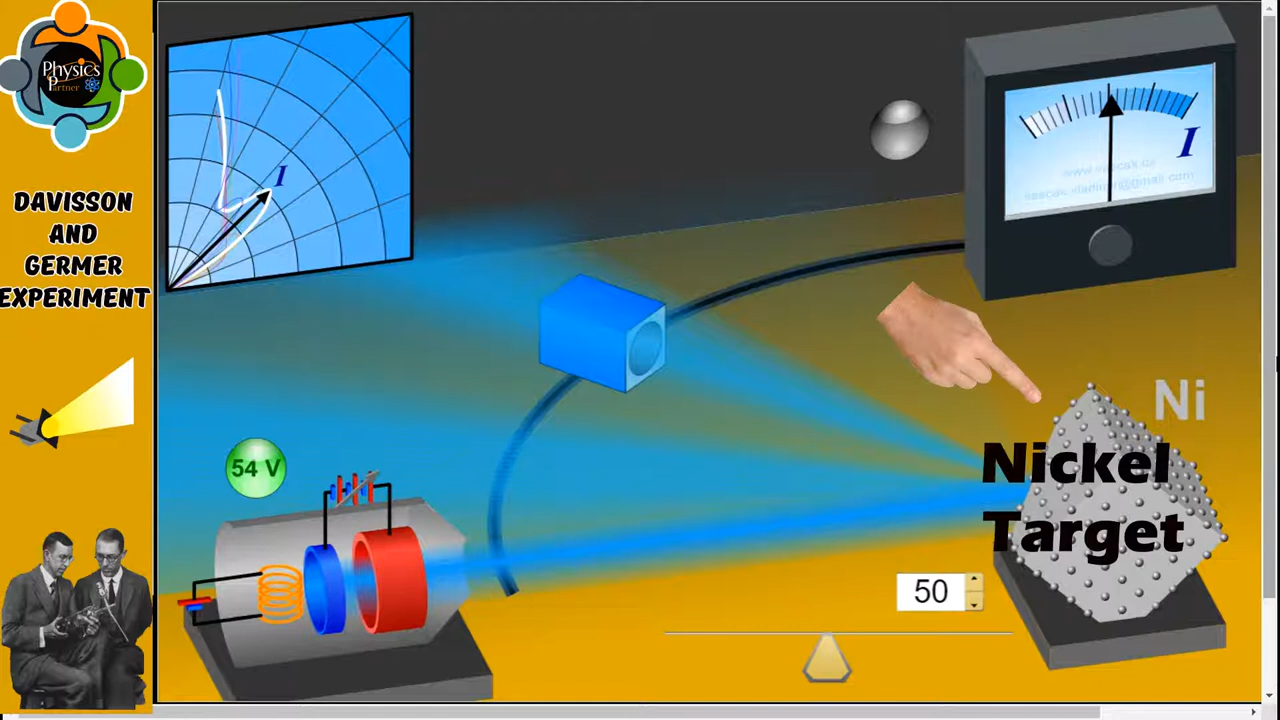 Physics
Partner
DAVISSON
AND
GERMER
EXPERIMENT
I
I
54 V
Ni
Nickel
Target
50